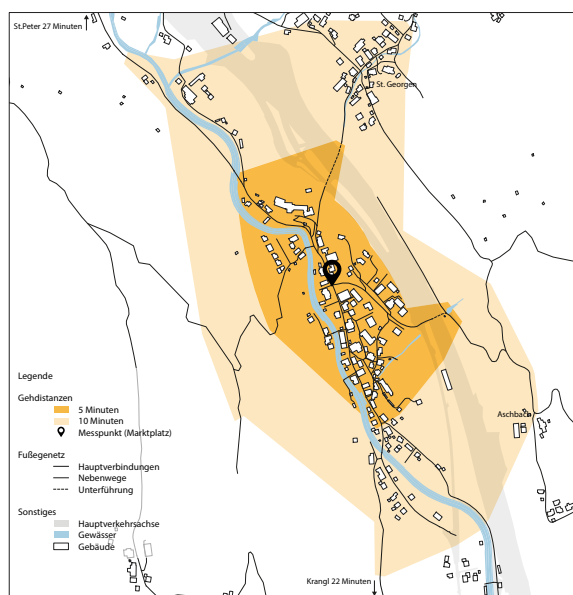 St.Peter 27 Minuten
St. Georgen
Aschbach
Legende
Gehdistanzen
5 Minuten
10 Minuten
Messpunkt (Marktplatz)
Fußegenetz
Hauptverbindungen
Nebenwege
Unterführung
Sonstiges
Hauptverkehrsachse
Gewässer
Gebäude
Krangl 22 Minuten